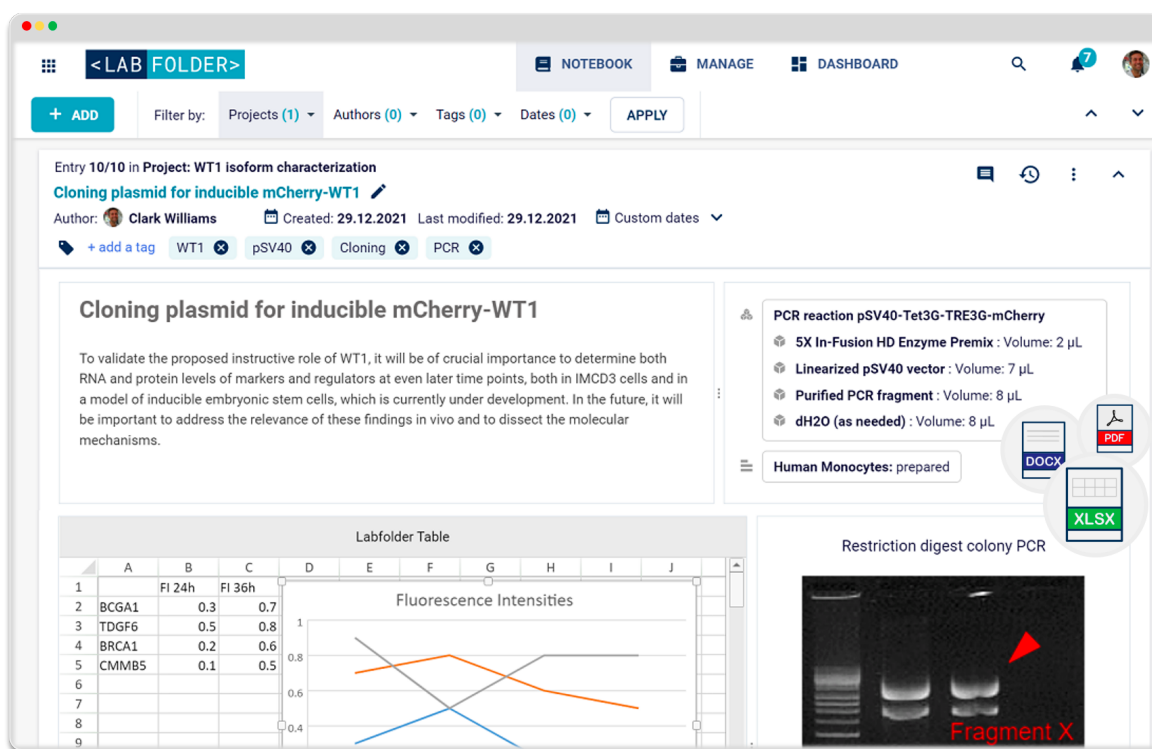 <LAB FOLDER>
NOTEBOOK
MANAGE
DASHBOARD
7
+ ADD
Filter by:
Projects (1)
Authors (0)
Tags (0)
Dates (0)
APPLY
Entry 10/10 in Project: WT1 isoform characterization
Cloning plasmid for inducible mCherry-WT1
Author: Clark Williams Created: 29.12.2021 Last modified: 29.12.2021 Custom dates
+ add a tag WT1 pSV40 Cloning PCR
Cloning plasmid for inducible mCherry-WT1
To validate the proposed instructive role of WT1, it will be of crucial importance to determine both
RNA and protein levels of markers and regulators at even later time points, both in IMCD3 cells and in
a model of inducible embryonic stem cells, which is currently under development. In the future, it will
be important to address the relevance of these findings in vivo and to dissect the molecular
mechanisms.
PCR reaction pSV40-Tet3G-TRE3G-mCherry
5X In-Fusion HD Enzyme Premix : Volume: 2 µL
Linearized pSV40 vector : Volume: 7 µL
Purified PCR fragment : Volume: 8 µL
dH2O (as needed) : Volume: 8 µL
Human Monocytes: prepared
DOCX
PDF
XLSX
Labfolder Table
A B C D E F G H I J
1 FI 24h FI 36h
2 BCGA1 0.3 0.7
3 TDGF6 0.5 0.8
4 BRCA1 0.2 0.6
5 CMMB5 0.1 0.5
6
7
8
9
Fluorescence Intensities
1
0.8
0.6
0.4
Restriction digest colony PCR
Fragment X